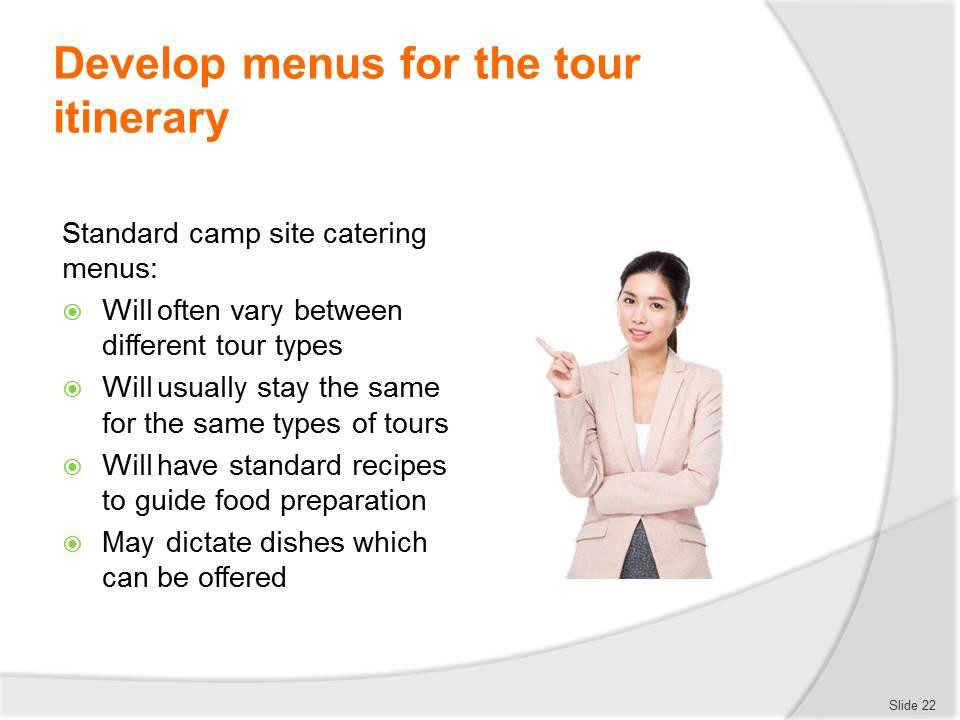 Develop menus for the tour
itinerary
Standard camp site catering
menus:
Will often vary between
different tour types
Will usually stay the same
for the same types of tours
Will have standard recipes
to guide food preparation
May dictate dishes which
can be offered
Slide 22